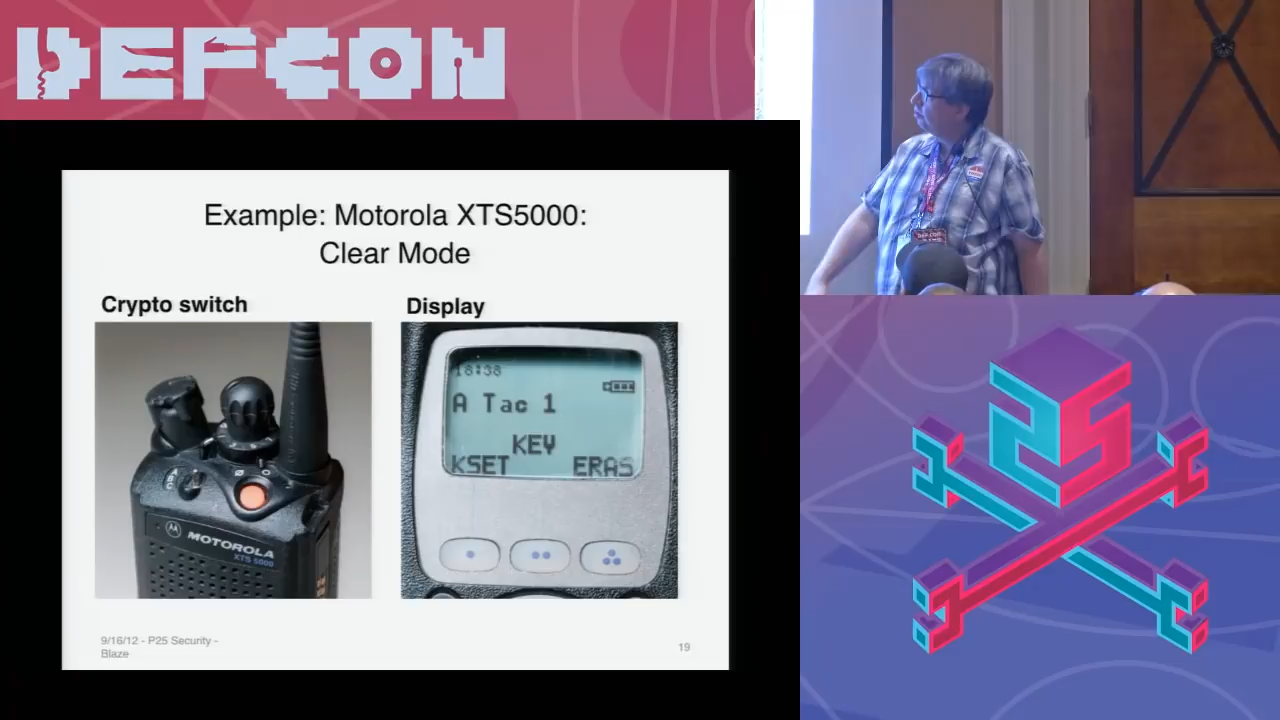 DEFCON
Example: Motorola XTS5000:
Clear Mode
Crypto switch
Display
MOTOROLA
XTS 5000
18:38
A Tac 1
KEY
KSET ERAS
9/16/12 - P25 Security -
Blaze
19
25